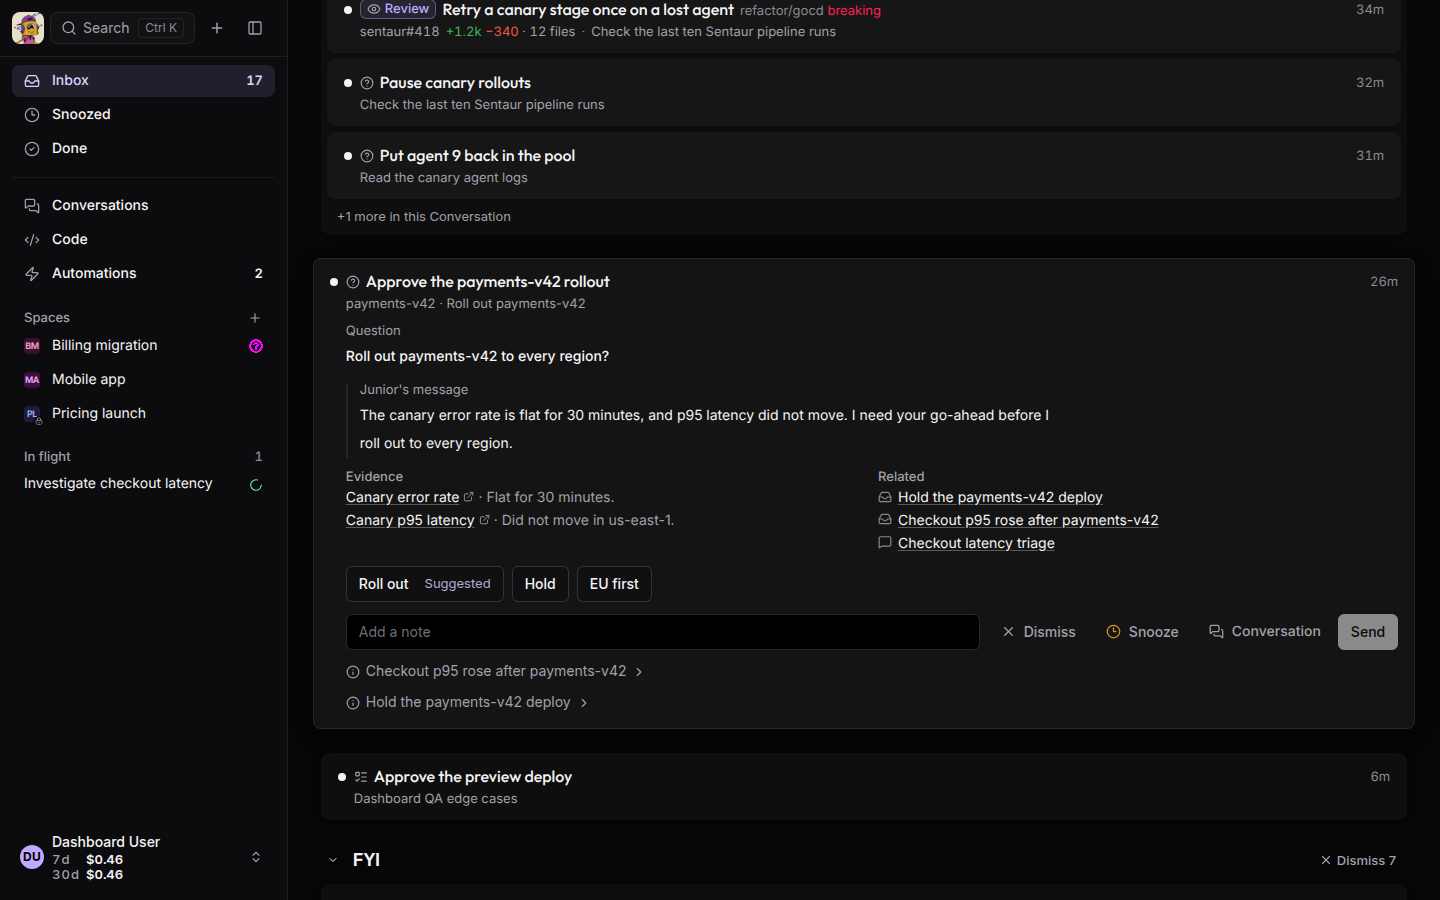 Search Ctrl K
Inbox 17
Snoozed
Done
Conversations
Code
Automations 2
Spaces
BM Billing migration
MA Mobile app
PL Pricing launch
In flight 1
Investigate checkout latency
DU Dashboard User
7d $0.46
30d $0.46
Review Retry a canary stage once on a lost agent refactor/gocd breaking 34m
sentaur#418 +1.2k −340 · 12 files · Check the last ten Sentaur pipeline runs
Pause canary rollouts 32m
Check the last ten Sentaur pipeline runs
Put agent 9 back in the pool 31m
Read the canary agent logs
+1 more in this Conversation
Approve the payments-v42 rollout 26m
payments-v42 · Roll out payments-v42
Question
Roll out payments-v42 to every region?
Junior's message
The canary error rate is flat for 30 minutes, and p95 latency did not move. I need your go-ahead before I
roll out to every region.
Evidence
Canary error rate · Flat for 30 minutes.
Canary p95 latency · Did not move in us-east-1.
Related
Hold the payments-v42 deploy
Checkout p95 rose after payments-v42
Checkout latency triage
Roll out Suggested Hold EU first
Add a note Dismiss Snooze Conversation Send
Checkout p95 rose after payments-v42
Hold the payments-v42 deploy
Approve the preview deploy 6m
Dashboard QA edge cases
FYI Dismiss 7